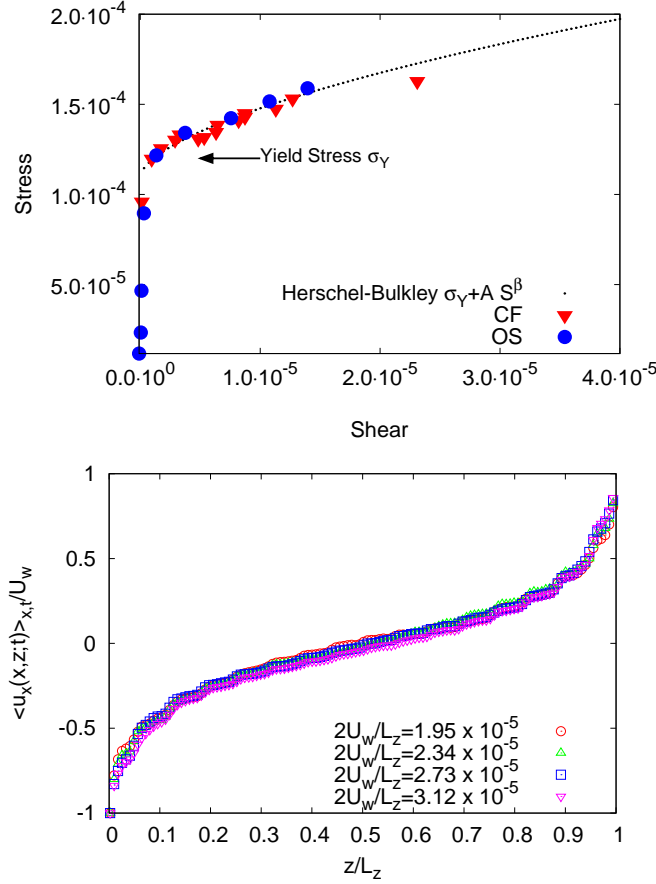 2.0·10⁻⁴
1.5·10⁻⁴
1.0·10⁻⁴
5.0·10⁻⁵
Stress
Yield Stress σ_Y
Herschel-Bulkley σ_Y+A S^β
CF
OS
0.0·10⁰ 1.0·10⁻⁵ 2.0·10⁻⁵ 3.0·10⁻⁵ 4.0·10⁻⁵
Shear
1
0.5
0
-0.5
-1
<u_x(x,z;t)>_{x,t}/U_w
2U_w/L_z=1.95 x 10⁻⁵
2U_w/L_z=2.34 x 10⁻⁵
2U_w/L_z=2.73 x 10⁻⁵
2U_w/L_z=3.12 x 10⁻⁵
0 0.1 0.2 0.3 0.4 0.5 0.6 0.7 0.8 0.9 1
z/L_z